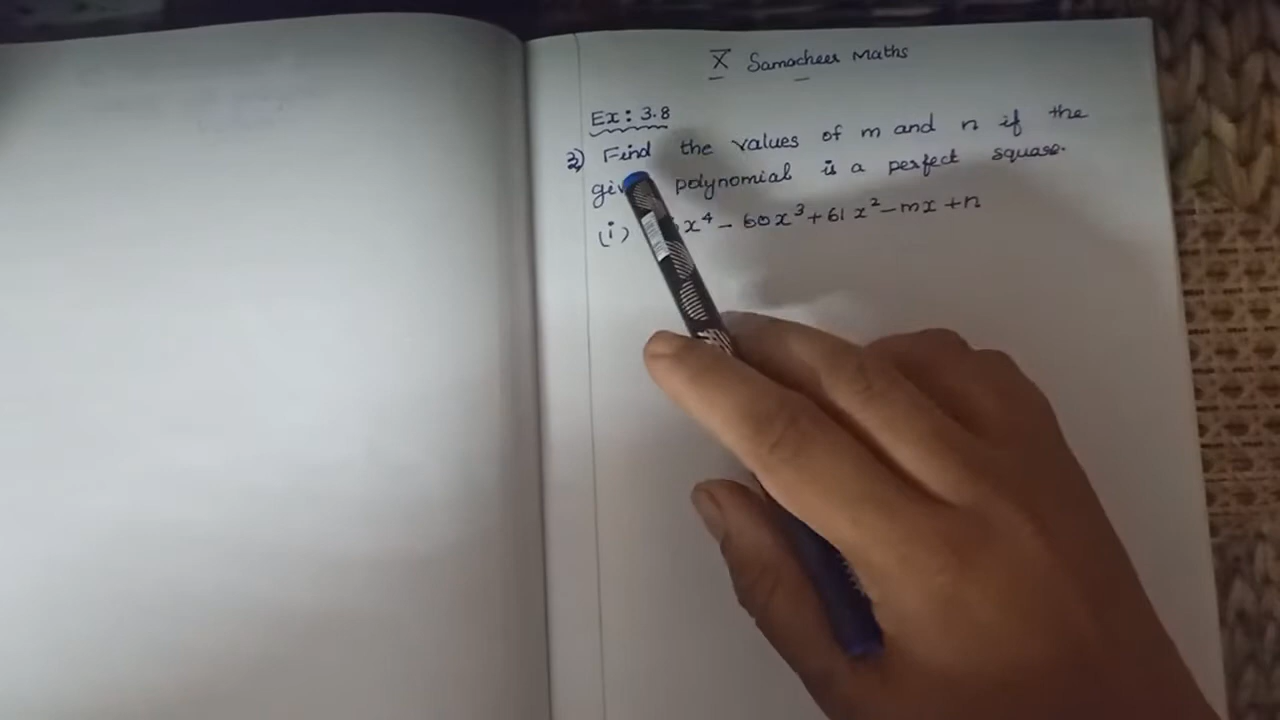 X Samacheer Maths
Ex: 3.8
3) Find the values of m and n if the
polynomial is a perfect square.
(i) x⁴ - 60x³ + 61x² - mx + n